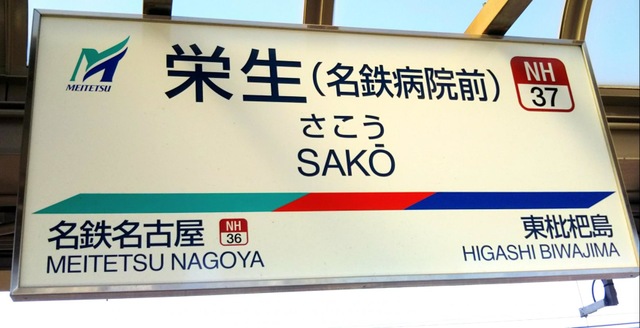 MEITETSU
栄生(名鉄病院前)
NH
37
さこう
SAKŌ
名鉄名古屋
NH
36
MEITETSU NAGOYA
東枇杷島
HIGASHI BIWAJIMA